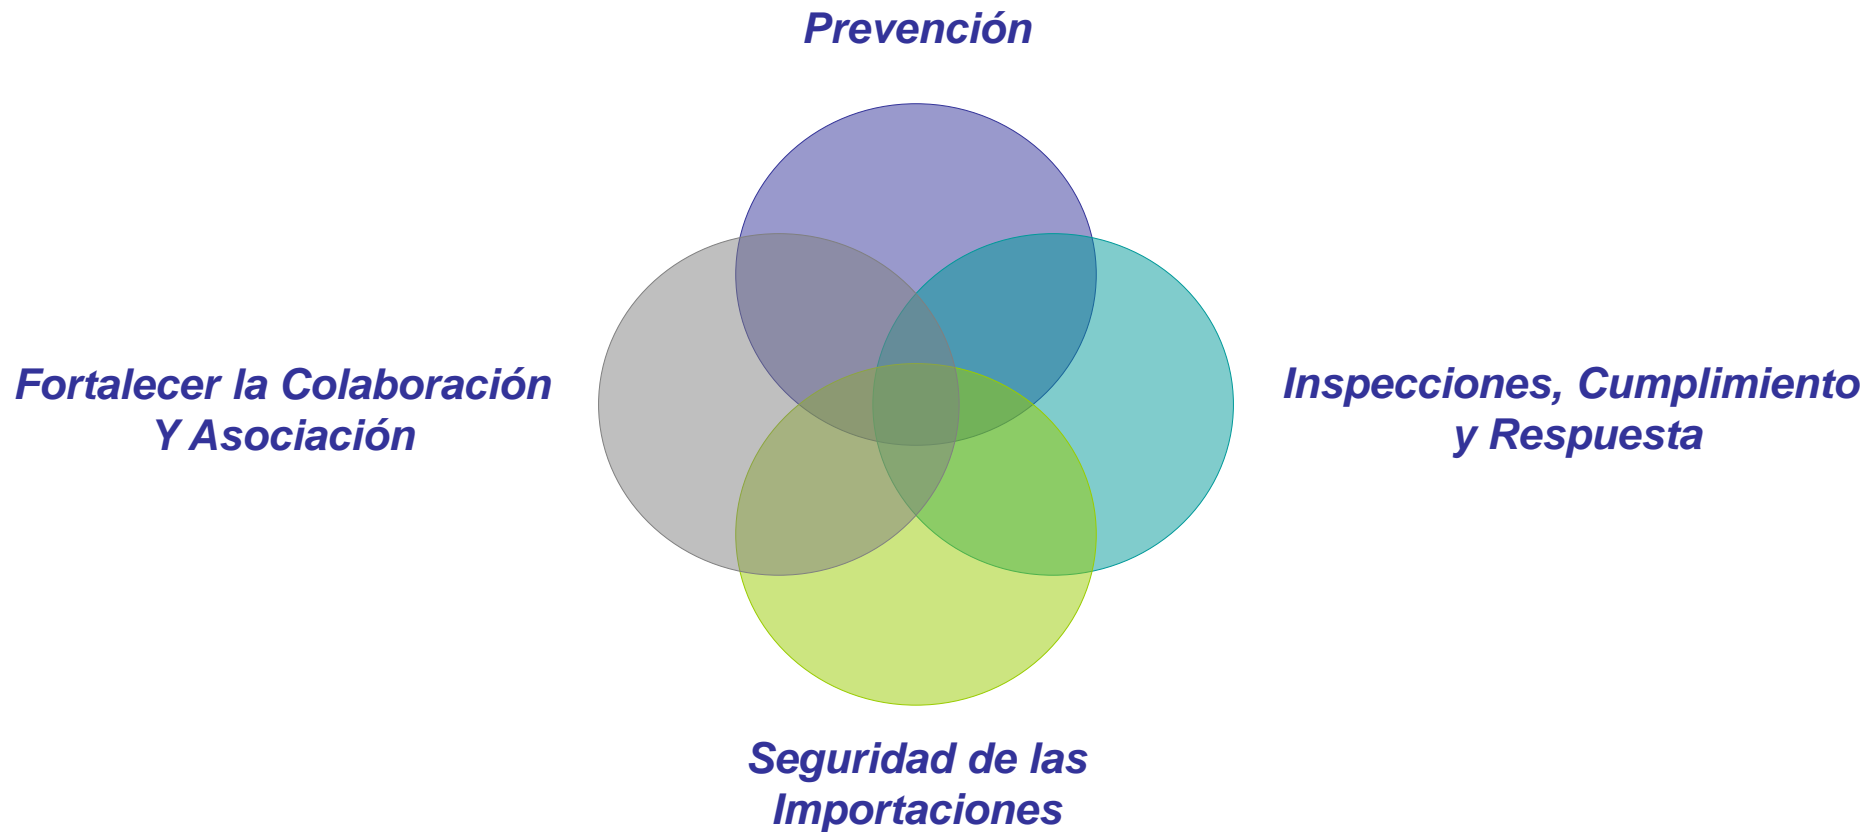 Prevención
Fortalecer la Colaboración
Y Asociación
Inspecciones, Cumplimiento
y Respuesta
Seguridad de las
Importaciones